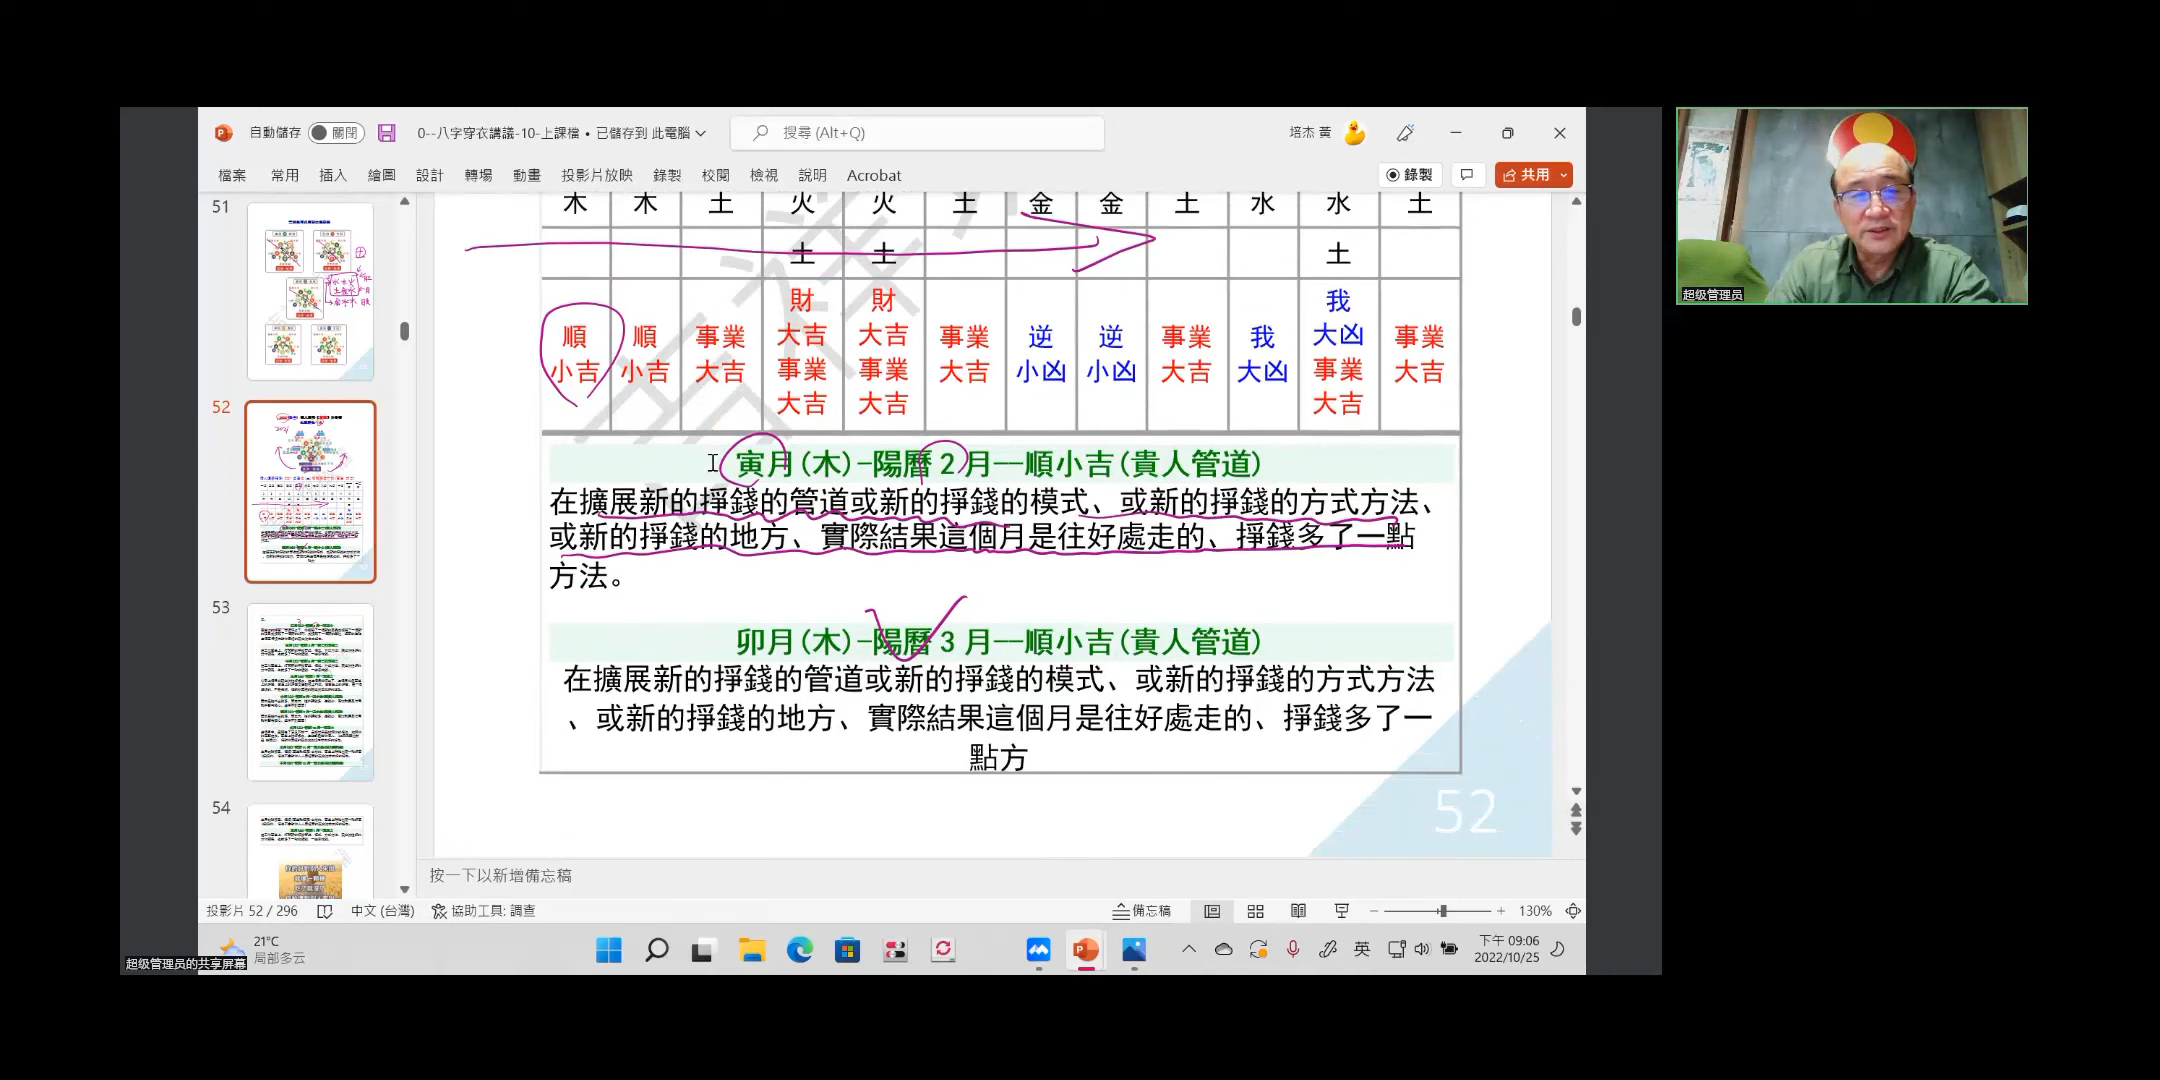 自動儲存 關閉 0--八字穿衣講議-10-上課檔 • 已儲存到 此電腦 搜尋 (Alt+Q) 培杰 黃
檔案 常用 插入 繪圖 設計 轉場 動畫 投影片放映 錄製 校閱 檢視 說明 Acrobat 錄製 共用
51
52
53
54
木 木 土 火 火 土 金 金 土 水 水 土
土 土 土
順 小吉
順 小吉
事業 大吉
財 大吉 事業 大吉
財 大吉 事業 大吉
事業 大吉
逆 小凶
逆 小凶
事業 大吉
我 大凶
我 大凶 事業 大吉
事業 大吉
寅月(木)-陽曆 2 月--順小吉(貴人管道)
在擴展新的掙錢的管道或新的掙錢的模式、或新的掙錢的方式方法、
或新的掙錢的地方、實際結果這個月是往好處走的、掙錢多了一點
方法。
卯月(木)-陽曆 3 月--順小吉(貴人管道)
在擴展新的掙錢的管道或新的掙錢的模式、或新的掙錢的方式方法
、或新的掙錢的地方、實際結果這個月是往好處走的、掙錢多了一
點方
52
按一下以新增備忘稿
投影片 52 / 296 中文 (台灣) 協助工具: 調查 備忘稿 130%
21°C
局部多云
英
下午 09:06
2022/10/25
超级管理员的共享屏幕
超级管理员